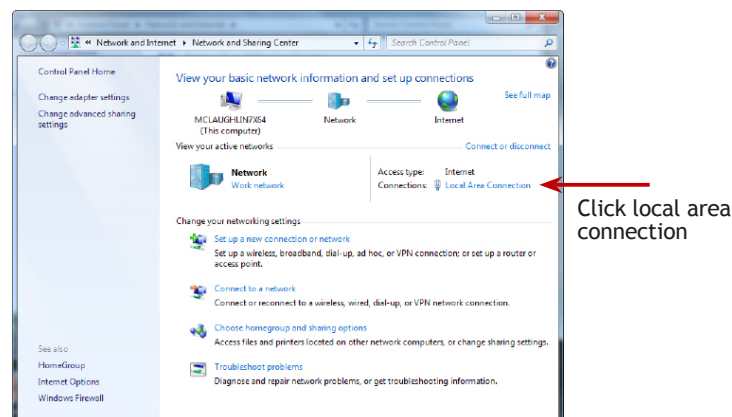 « Network and Internet ▸ Network and Sharing Center
Search Control Panel
Control Panel Home
Change adapter settings
Change advanced sharing
settings
See also
HomeGroup
Internet Options
Windows Firewall
View your basic network information and set up connections
See full map
MCLAUGHLIN7X64
(This computer)
Network
Internet
View your active networks
Connect or disconnect
Network
Work network
Access type: Internet
Connections: Local Area Connection
Change your networking settings
Set up a new connection or network
Set up a wireless, broadband, dial-up, ad hoc, or VPN connection; or set up a router or
access point.
Connect to a network
Connect or reconnect to a wireless, wired, dial-up, or VPN network connection.
Choose homegroup and sharing options
Access files and printers located on other network computers, or change sharing settings.
Troubleshoot problems
Diagnose and repair network problems, or get troubleshooting information.
Click local area
connection